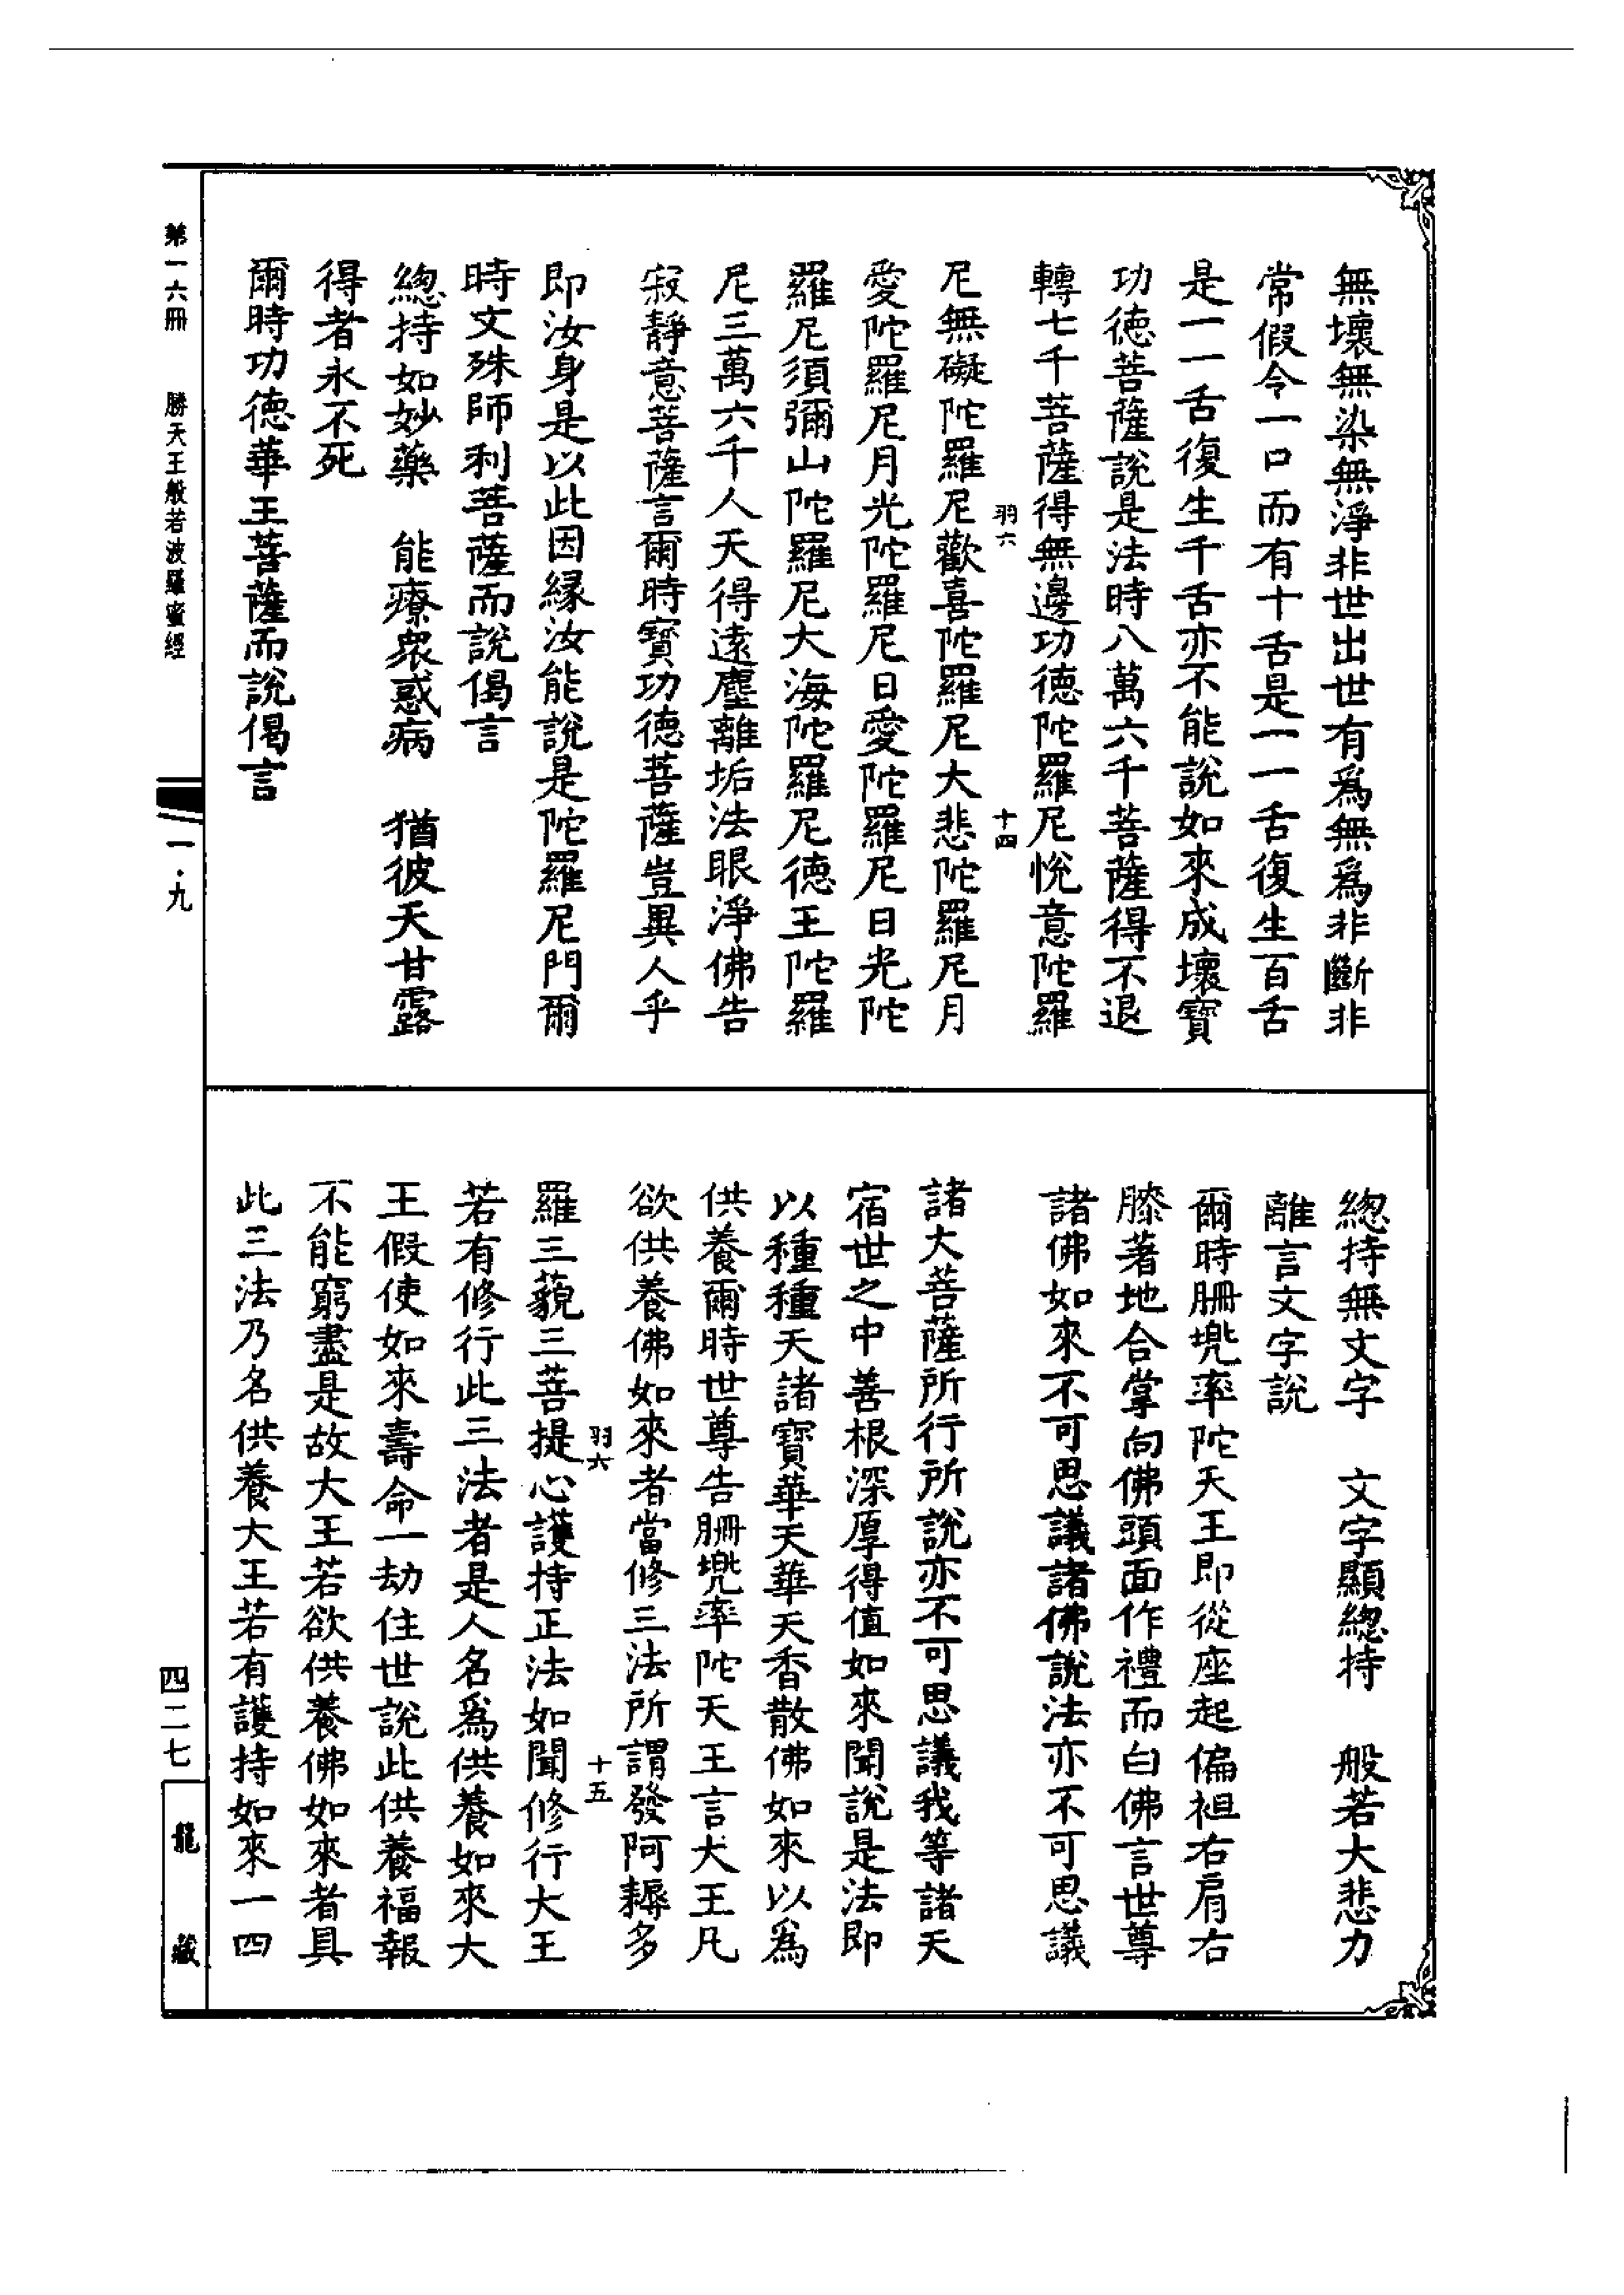 無壞無染無淨非世出世有爲無爲非斷非
常假令一口而有十舌是一一舌復生百舌
是一一舌復生千舌亦不能說如來成壞寶
功德菩薩說是法時八萬六千菩薩得不退
轉七千菩薩得無邊功德陀羅尼悅意陀羅
羽六 十四
尼無礙陀羅尼歡喜陀羅尼大悲陀羅尼月
愛陀羅尼月光陀羅尼日愛陀羅尼日光陀
羅尼須彌山陀羅尼大海陀羅尼德王陀羅
尼三萬六千人天得遠塵離垢法眼淨佛告
寂靜意菩薩言爾時寶功德菩薩豈異人乎
即汝身是以此因緣汝能說是陀羅尼門爾
時文殊師利菩薩而說偈言
總持如妙藥 能療衆惑病 猶彼天甘露
得者永不死
爾時功德華王菩薩而說偈言
總持無文字 文字顯總持 般若大悲力
離言文字說
爾時刪兜率陀天王即從座起偏袒右肩右
膝著地合掌向佛頭面作禮而白佛言世尊
諸佛如來不可思議諸佛說法亦不可思議
諸大菩薩所行所說亦不可思議我等諸天
宿世之中善根深厚得值如來聞說是法即
以種種天諸寶華天華天香散佛如來以爲
供養爾時世尊告刪兜率陀天王言大王凡
欲供養佛如來者當修三法所謂發阿耨多
羽六 十五
羅三藐三菩提心護持正法如聞修行大王
若有修行此三法者是人名爲供養如來大
王假使如來壽命一劫住世說此供養福報
不能窮盡是故大王若欲供養佛如來者具
此三法乃名供養大王若有護持如來一四
第一六冊 勝天王般若波羅蜜經
一·九
四二七
龍藏